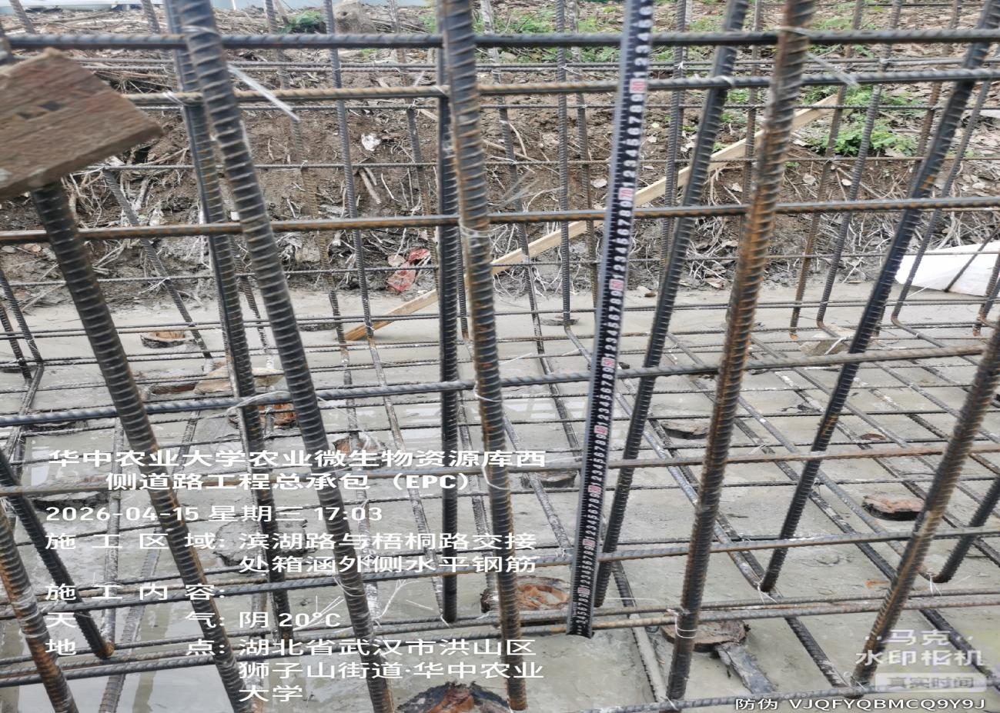 华中农业大学农业微生物资源库西
侧道路工程总承包（EPC）
2026-04-15 星期三 17:03
施工区域: 滨湖路与梧桐路交接
处箱涵外侧水平钢筋
施工内容:
天气: 阴 20℃
地点: 湖北省武汉市洪山区
狮子山街道·华中农业
大学
马克
水印相机
真实时间
防伪 VJQFYQBMCQ9Y9J